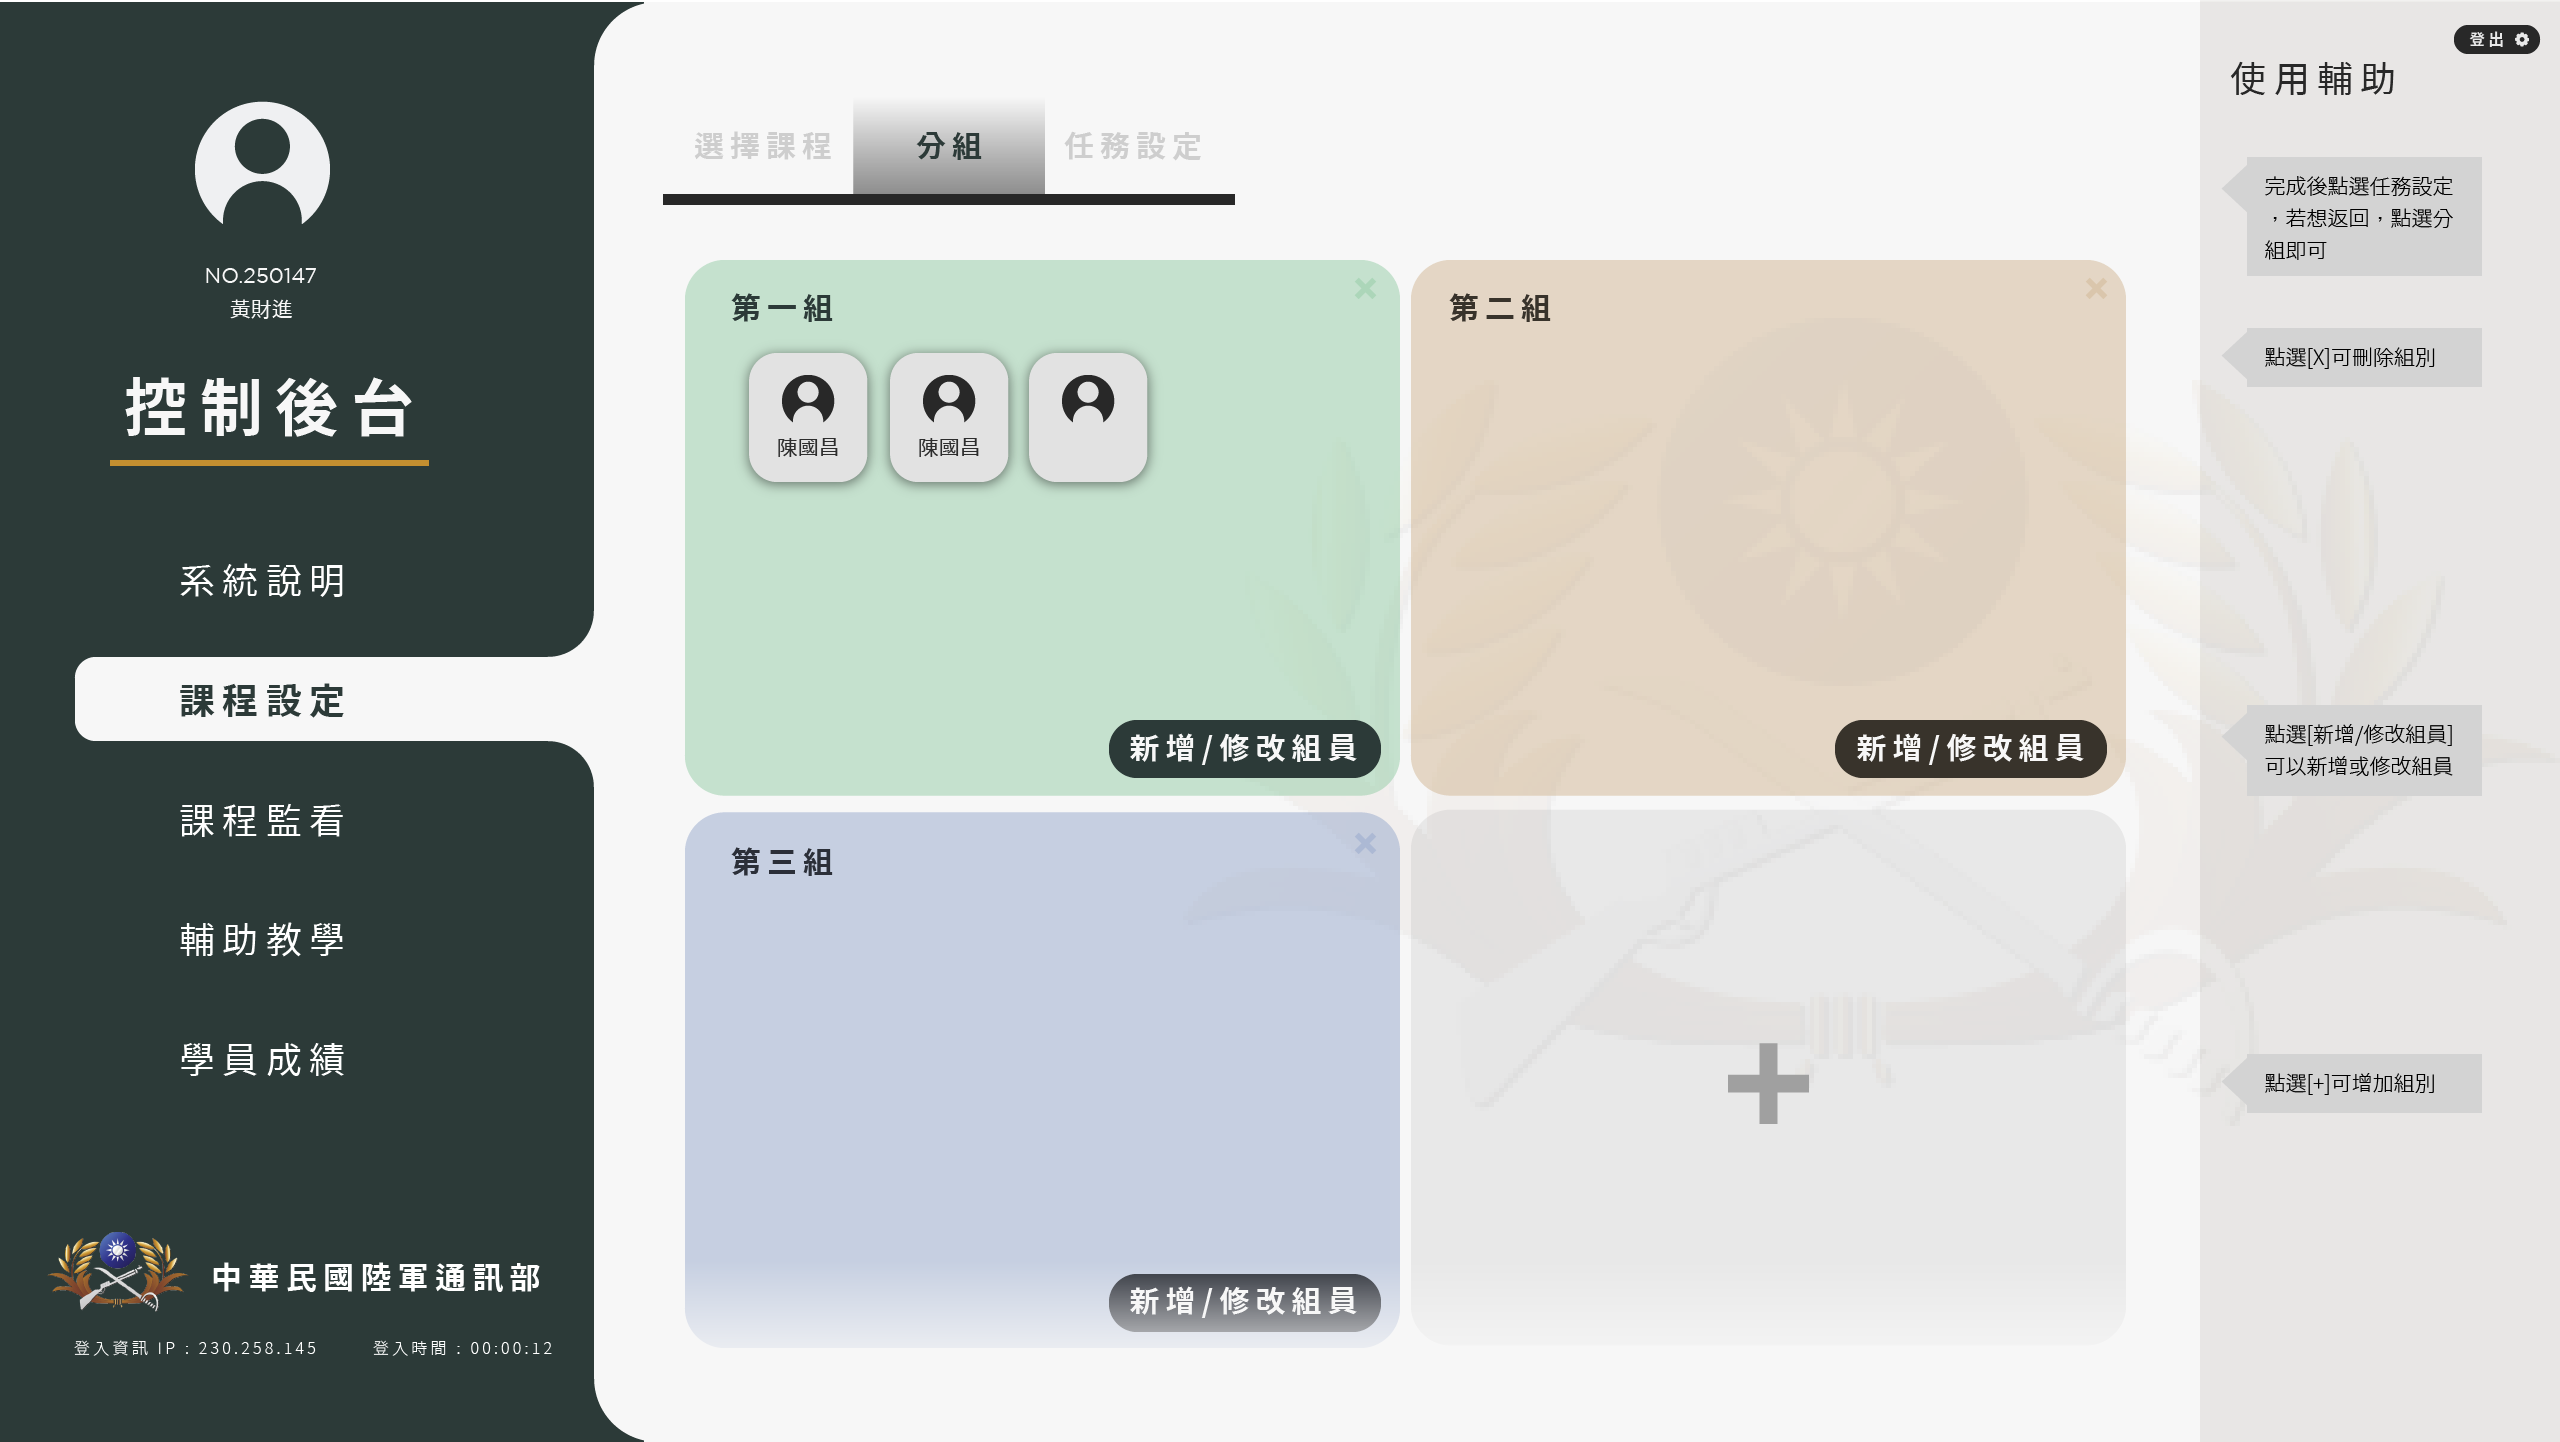 NO.250147
黃財進
控制後台
系統說明
課程設定
課程監看
輔助教學
學員成績
中華民國陸軍通訊部
登入資訊 IP : 230.258.145
登入時間 : 00:00:12
選擇課程
分組
任務設定
第一組
陳國昌
陳國昌
新增/修改組員
第二組
新增/修改組員
第三組
新增/修改組員
登出
使用輔助
完成後點選任務設定
，若想返回，點選分
組即可
點選[X]可刪除組別
點選[新增/修改組員]
可以新增或修改組員
點選[+]可增加組別